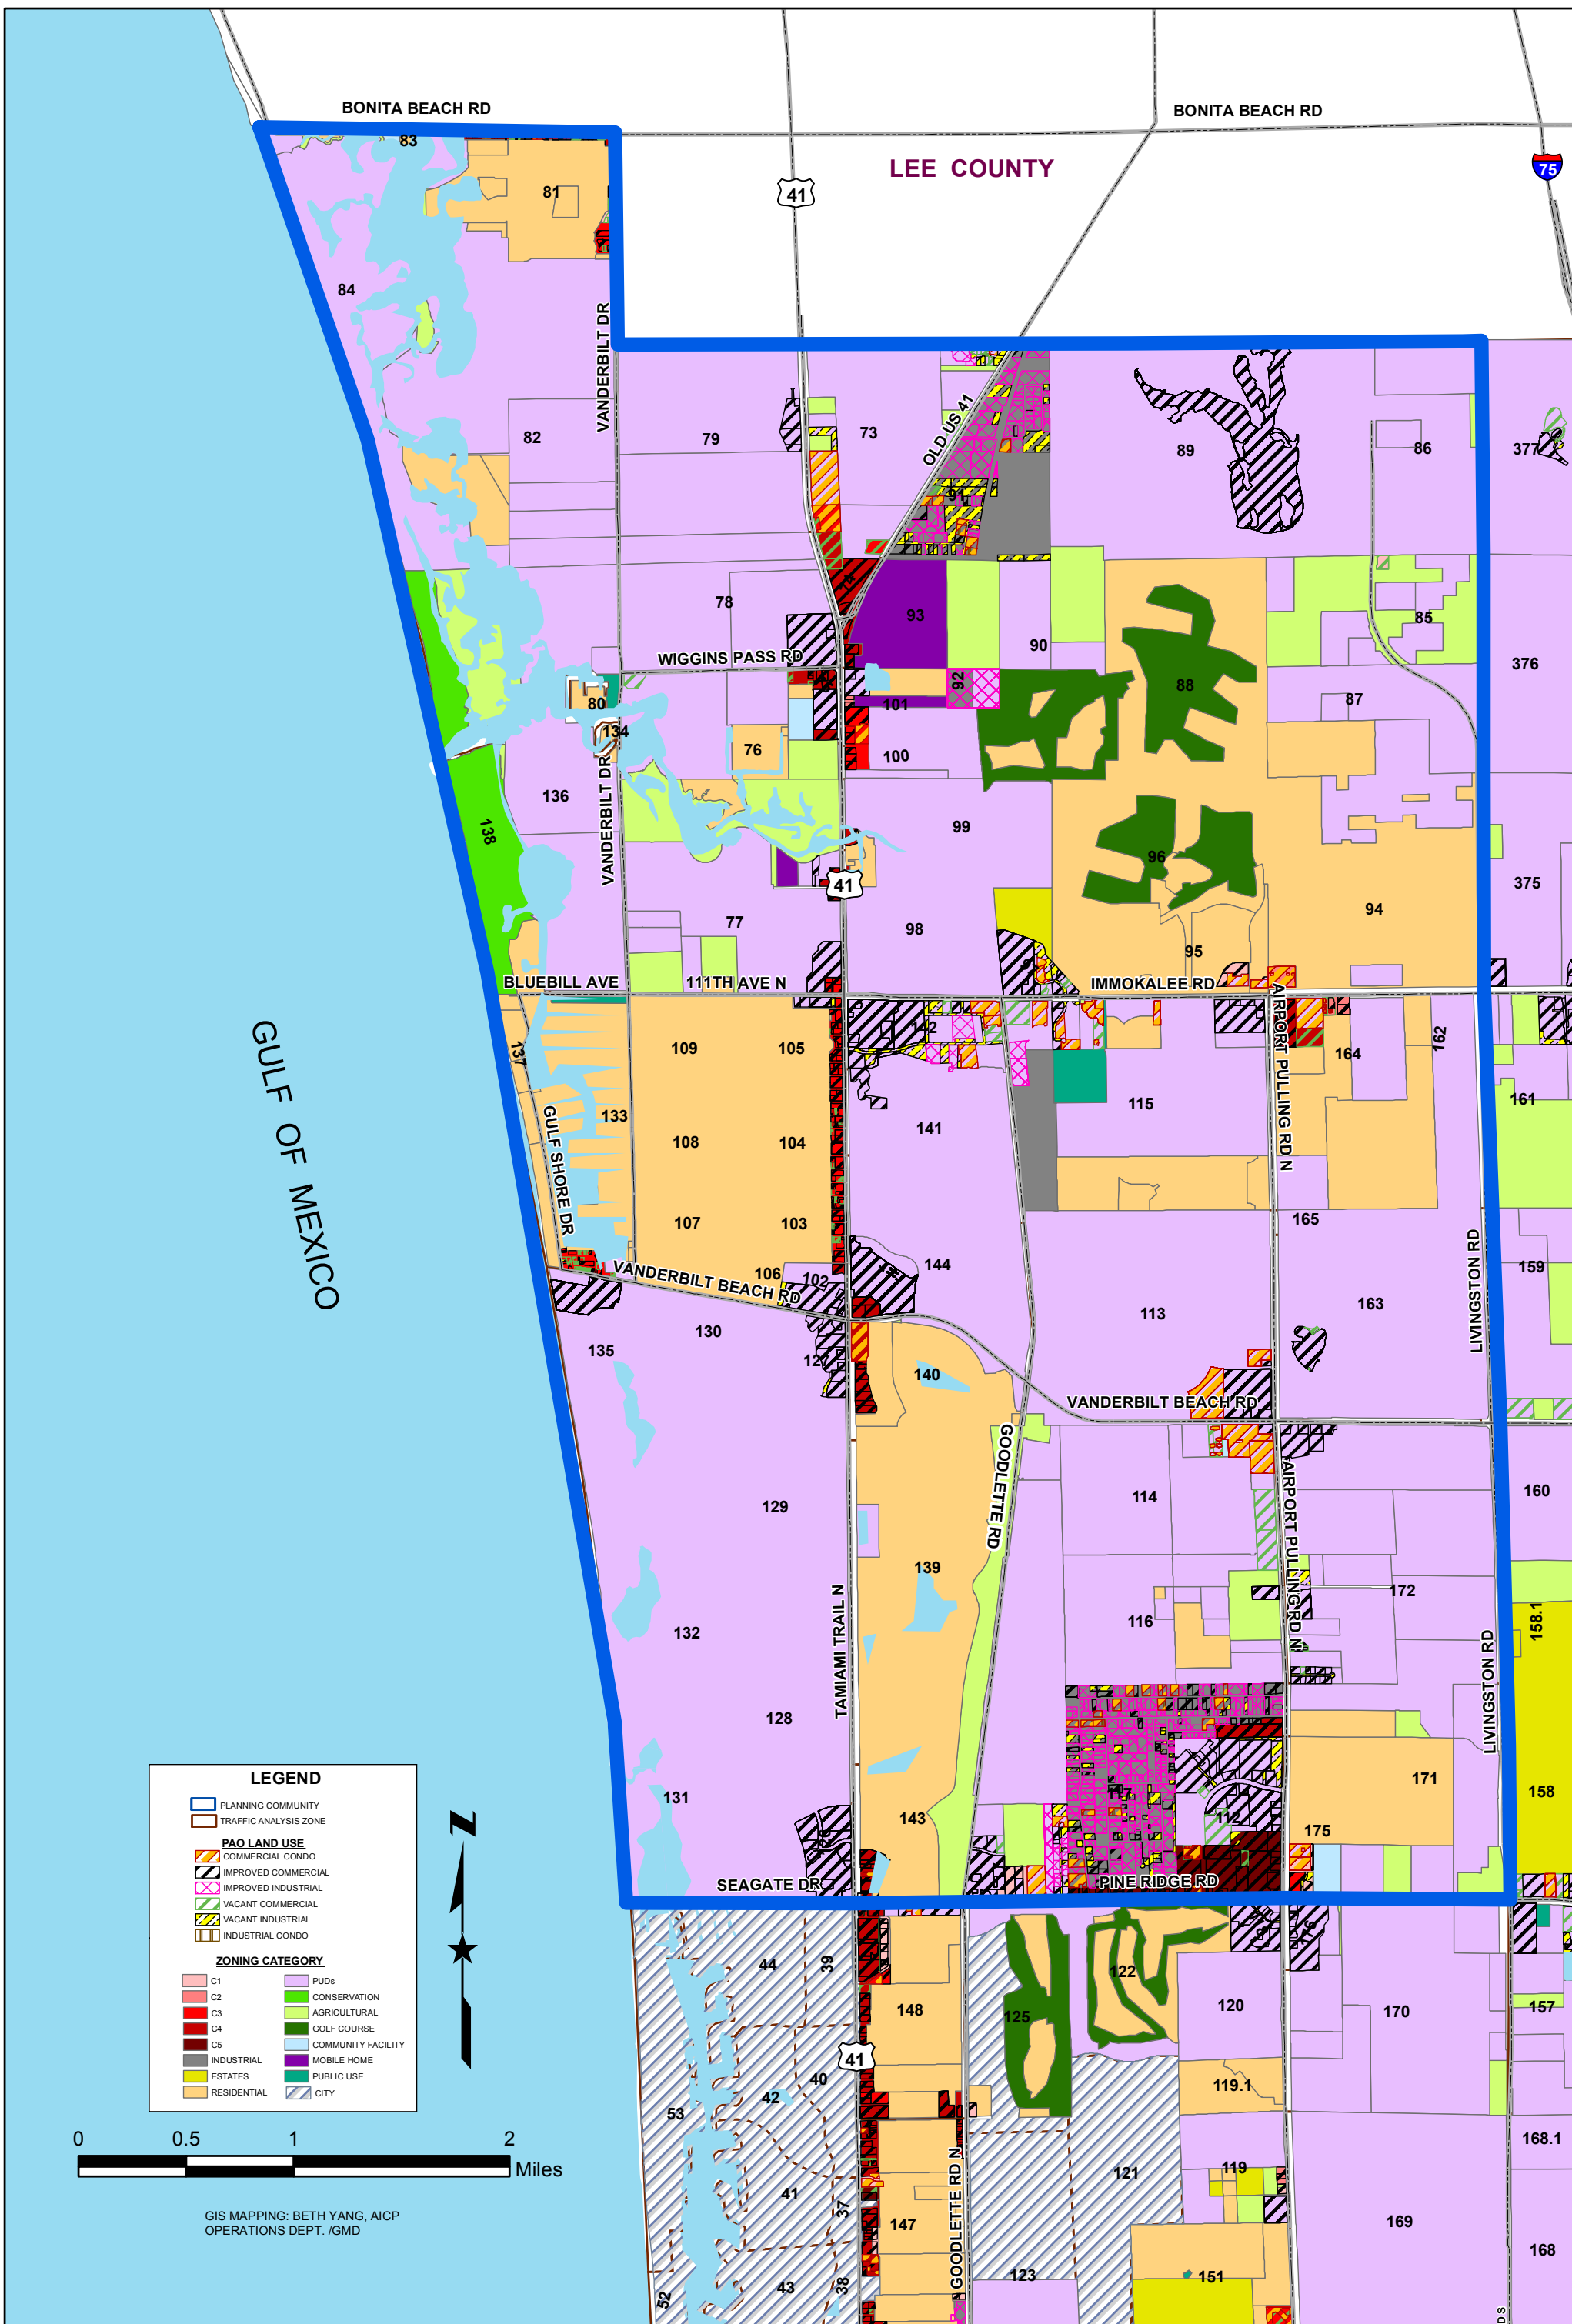 BONITA BEACH RD
BONITA BEACH RD
LEE COUNTY
75
41
83
81
84
VANDERBILT DR
82
79
73
OLD US 41
89
86
377
91
74
78
93
90
85
WIGGINS PASS RD
376
92
88
87
80
101
134
76
100
136
VANDERBILT DR
99
138
96
41
375
77
98
94
95
BLUEBILL AVE
111TH AVE N
IMMOKALEE RD
GULF OF MEXICO
137
109
105
142
AIRPORT PULLING RD N
164
162
161
115
133
108
104
141
GULF SHORE DR
107
103
165
LIVINGSTON RD
159
106
102
144
VANDERBILT BEACH RD
163
113
130
135
127
140
VANDERBILT BEACH RD
GOODLETTE RD
114
160
129
AIRPORT PULLING RD N
139
TAMIAMI TRAIL N
172
116
158.1
132
LIVINGSTON RD
128
171
131
117
158
143
112
175
SEAGATE DR
PINE RIDGE RD
LEGEND
PLANNING COMMUNITY
TRAFFIC ANALYSIS ZONE
PAO LAND USE
COMMERCIAL CONDO
IMPROVED COMMERCIAL
IMPROVED INDUSTRIAL
VACANT COMMERCIAL
VACANT INDUSTRIAL
INDUSTRIAL CONDO
ZONING CATEGORY
C1
C2
C3
C4
C5
INDUSTRIAL
ESTATES
RESIDENTIAL
PUDs
CONSERVATION
AGRICULTURAL
GOLF COURSE
COMMUNITY FACILITY
MOBILE HOME
PUBLIC USE
CITY
N
44
39
122
176
148
125
120
170
157
41
40
42
119.1
53
121
168.1
119
41
37
GOODLETTE RD N
147
169
168
43
38
123
151
52
DS
0 0.5 1 2
Miles
GIS MAPPING: BETH YANG, AICP
OPERATIONS DEPT. /GMD